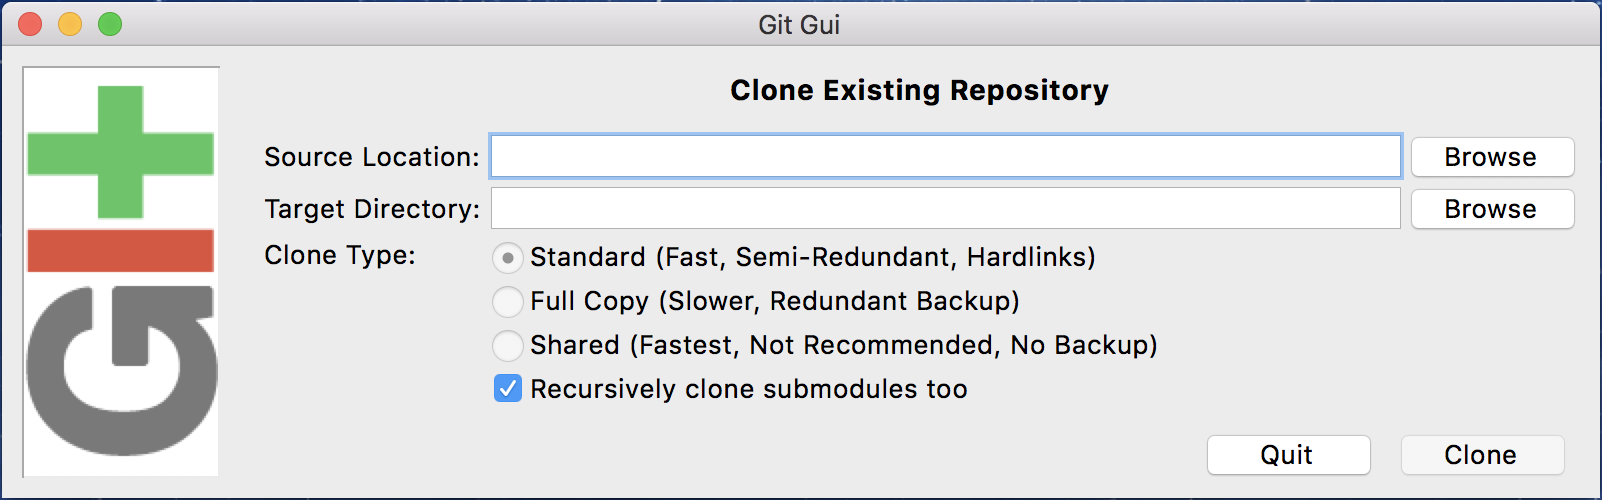 Git Gui
GIT
Clone Existing Repository
Source Location:
Browse
Target Directory:
Browse
Clone Type:
Standard (Fast, Semi-Redundant, Hardlinks)
Full Copy (Slower, Redundant Backup)
Shared (Fastest, Not Recommended, No Backup)
Recursively clone submodules too
Quit
Clone